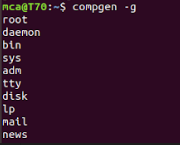 mca@T70:~$ compgen -g
root
daemon
bin
sys
adm
tty
disk
lp
mail
news